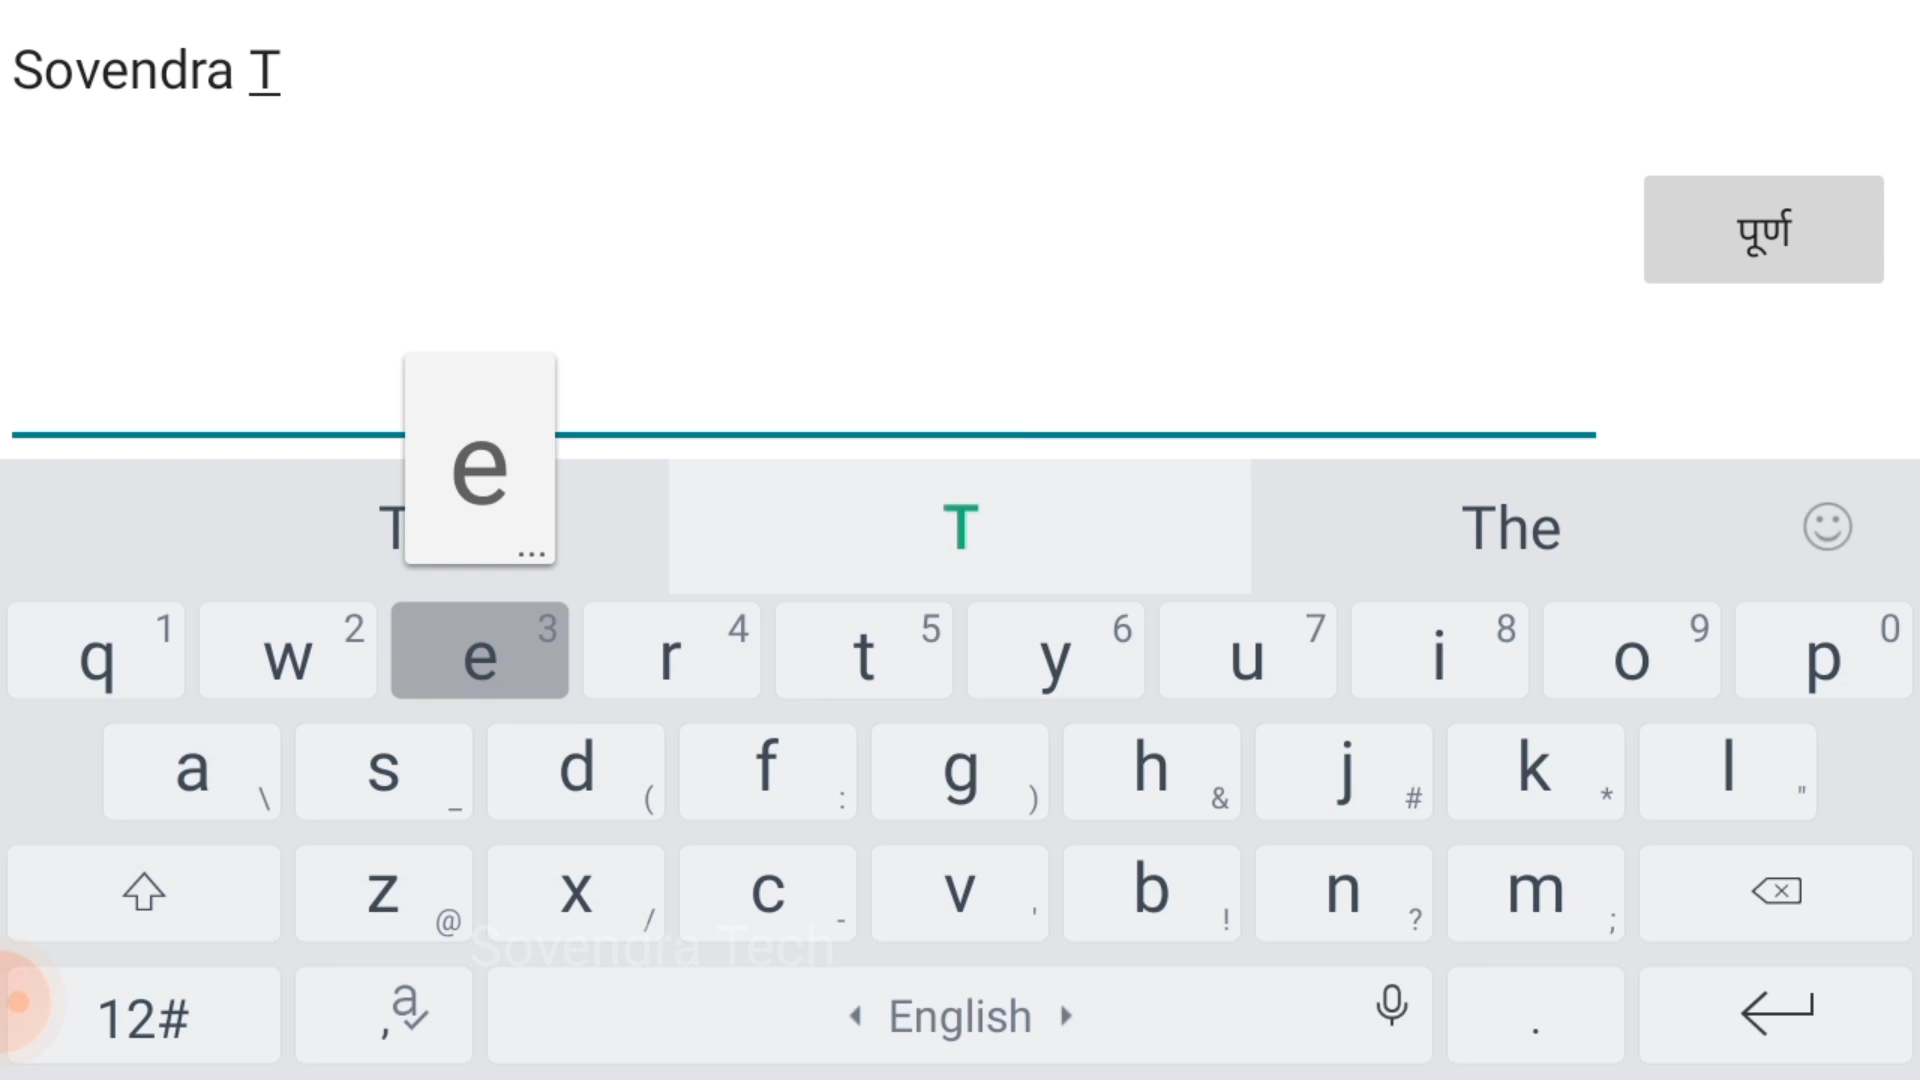 Sovendra T
पूर्ण
e
...
T The
q 1 w 2 e 3 r 4 t 5 y 6 u 7 i 8 o 9 p 0
a \ s _ d ( f : g ) h & j # k * l "
z @ x / c - v ' b ! n ? m ;
Sovendra Tech
12# , a English .